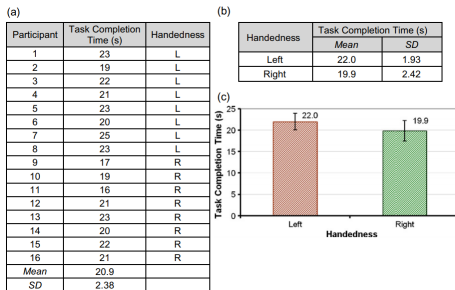 (a)
Participant Task Completion Time (s) Handedness
1 23 L
2 19 L
3 22 L
4 21 L
5 23 L
6 20 L
7 25 L
8 23 L
9 17 R
10 19 R
11 16 R
12 21 R
13 23 R
14 20 R
15 22 R
16 21 R
Mean 20.9
SD 2.38
(b)
Handedness Task Completion Time (s)
Mean SD
Left 22.0 1.93
Right 19.9 2.42
(c)
Task Completion Time (s)
25
20
15
10
5
0
22.0
19.9
Left Right
Handedness